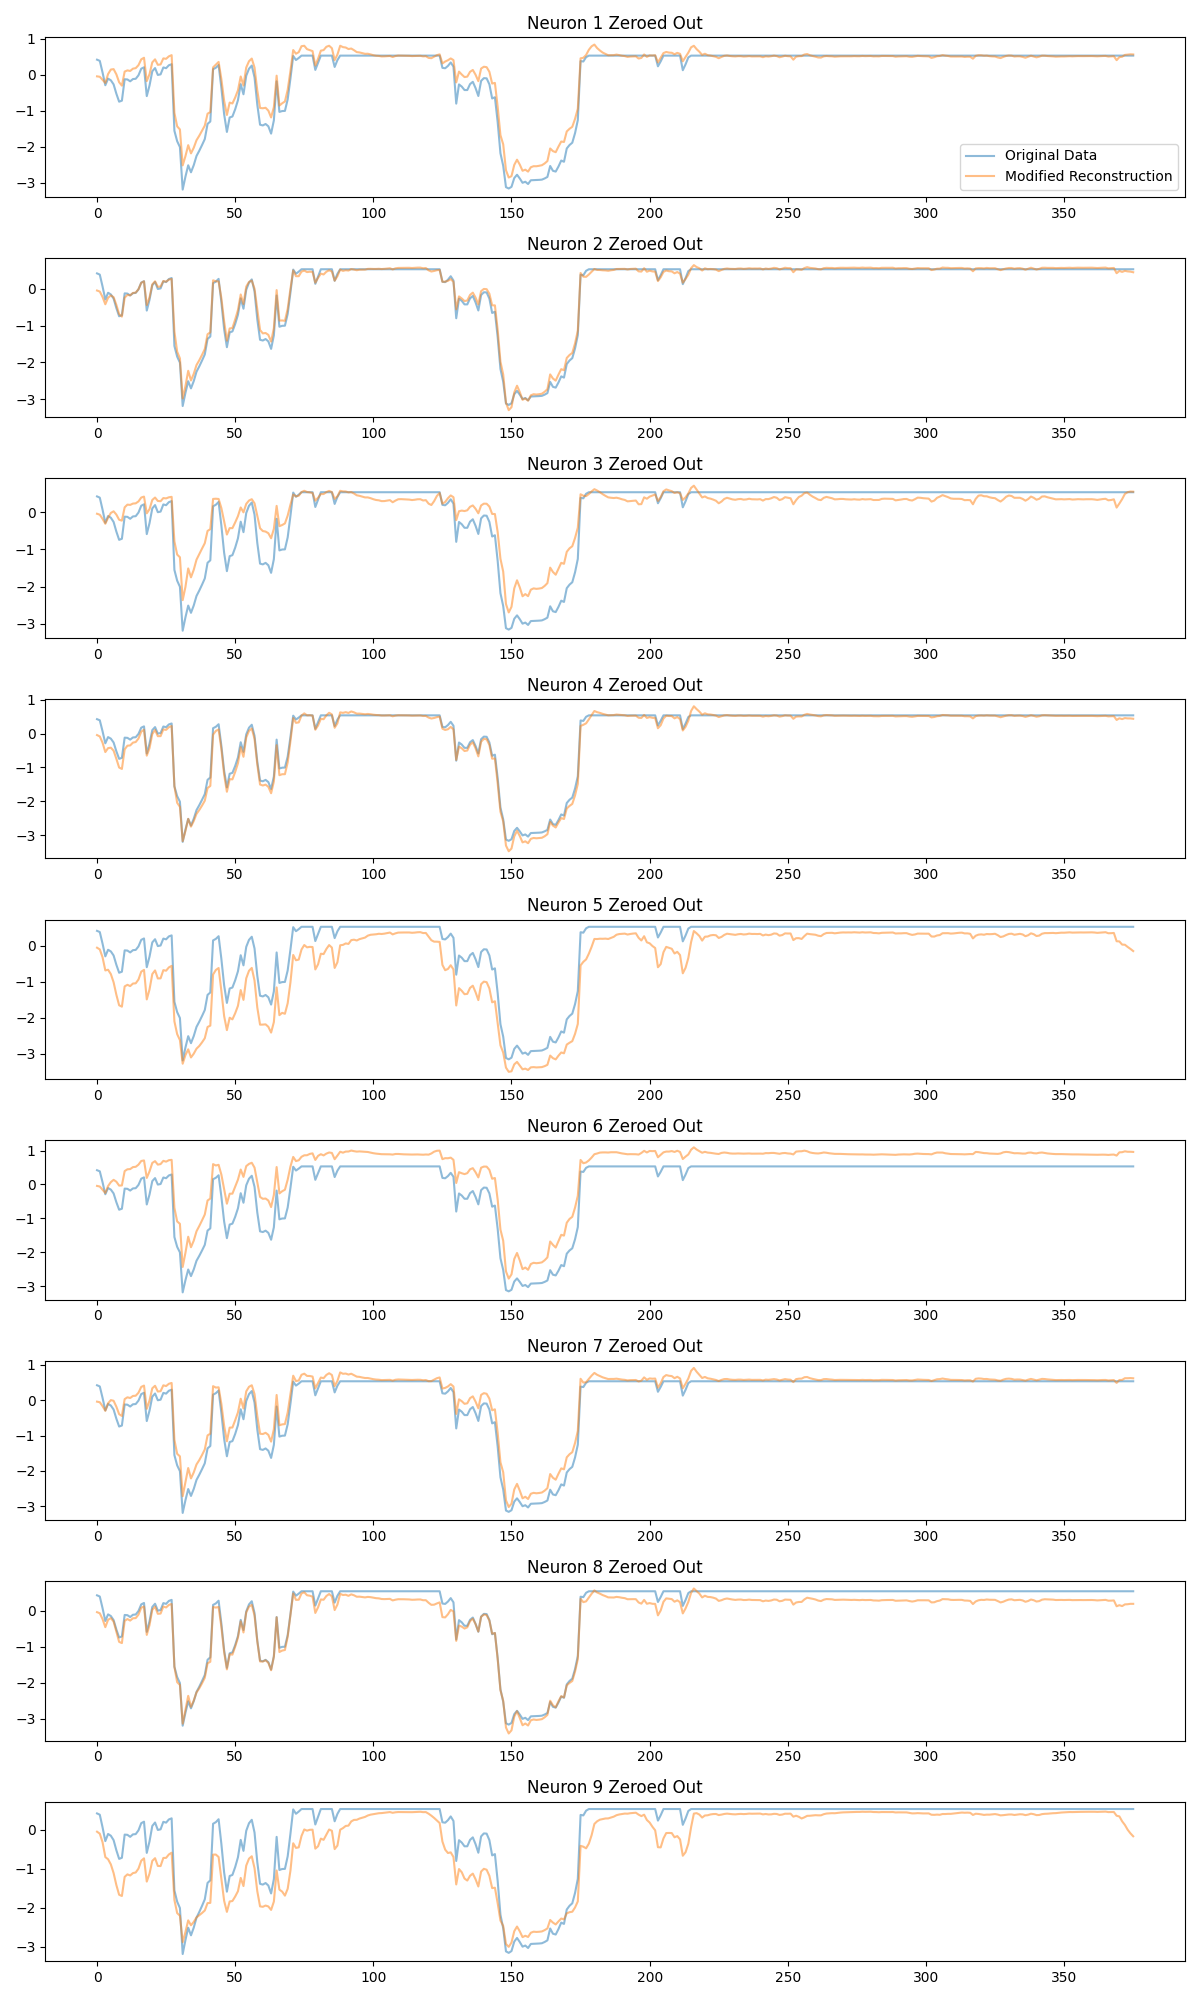 Neuron 1 Zeroed Out
1
0
−1
−2
−3
Original Data
Modified Reconstruction
0 50 100 150 200 250 300 350
Neuron 2 Zeroed Out
0
−1
−2
−3
0 50 100 150 200 250 300 350
Neuron 3 Zeroed Out
0
−1
−2
−3
0 50 100 150 200 250 300 350
Neuron 4 Zeroed Out
1
0
−1
−2
−3
0 50 100 150 200 250 300 350
Neuron 5 Zeroed Out
0
−1
−2
−3
0 50 100 150 200 250 300 350
Neuron 6 Zeroed Out
1
0
−1
−2
−3
0 50 100 150 200 250 300 350
Neuron 7 Zeroed Out
1
0
−1
−2
−3
0 50 100 150 200 250 300 350
Neuron 8 Zeroed Out
0
−1
−2
−3
0 50 100 150 200 250 300 350
Neuron 9 Zeroed Out
0
−1
−2
−3
0 50 100 150 200 250 300 350